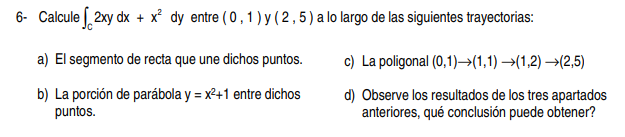 6- Calcule ∫C 2xy dx + x² dy entre ( 0 , 1 ) y ( 2 , 5 ) a lo largo de las siguientes trayectorias:
a) El segmento de recta que une dichos puntos.
c) La poligonal (0,1)→(1,1) →(1,2) →(2,5)
b) La porción de parábola y = x²+1 entre dichos
puntos.
d) Observe los resultados de los tres apartados
anteriores, qué conclusión puede obtener?